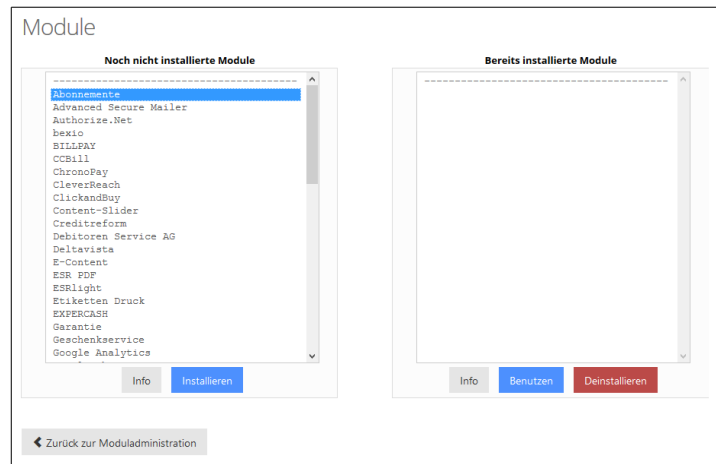 Module
Noch nicht installierte Module
----------------------------------------
Abonnemente
Advanced Secure Mailer
Authorize.Net
bexio
BILLPAY
CCBill
ChronoPay
CleverReach
ClickandBuy
Content-Slider
Creditreform
Debitoren Service AG
Deltavista
E-Content
ESR PDF
ESRlight
Etiketten Druck
EXPERCASH
Garantie
Geschenkservice
Google Analytics
Info Installieren
Bereits installierte Module
----------------------------------------
Info Benutzen Deinstallieren
Zurück zur Moduladministration